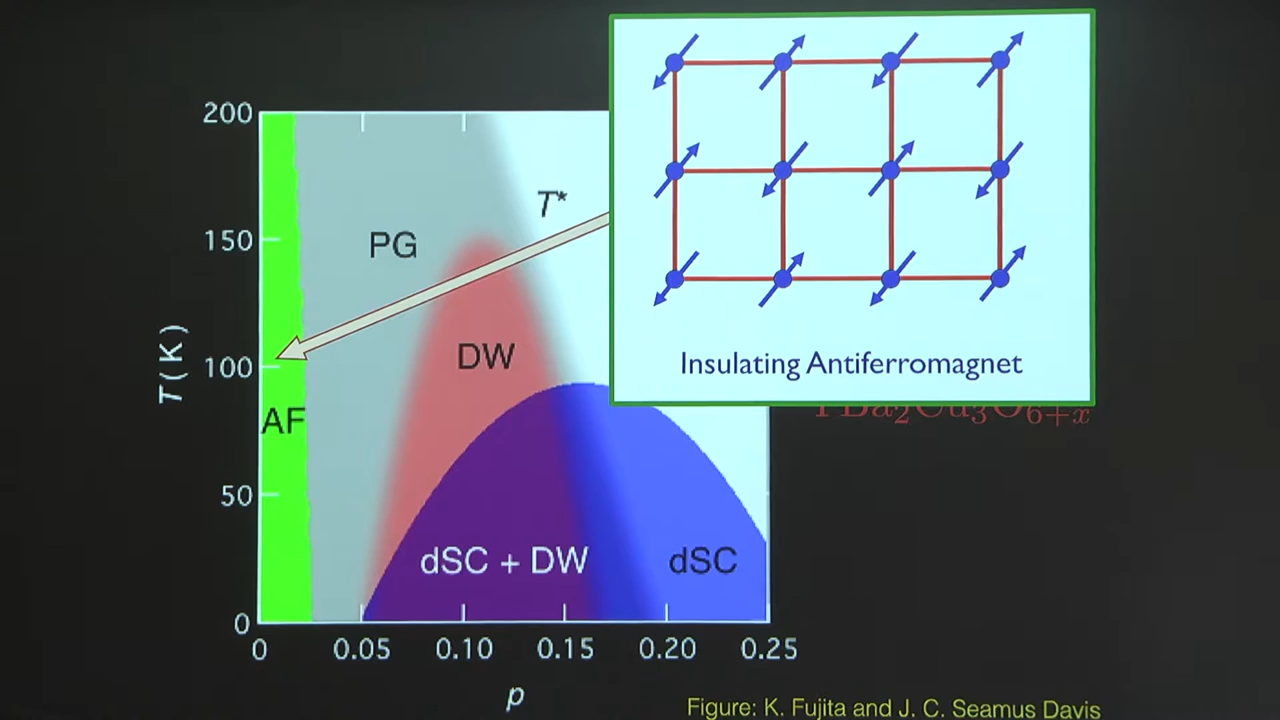 200
150
100
50
0
T ( K )
T*
PG
DW
AF
dSC + DW
dSC
0 0.05 0.10 0.15 0.20 0.25
p
Insulating Antiferromagnet
YBa₂Cu₃O₆₊ₓ
Figure: K. Fujita and J. C. Seamus Davis